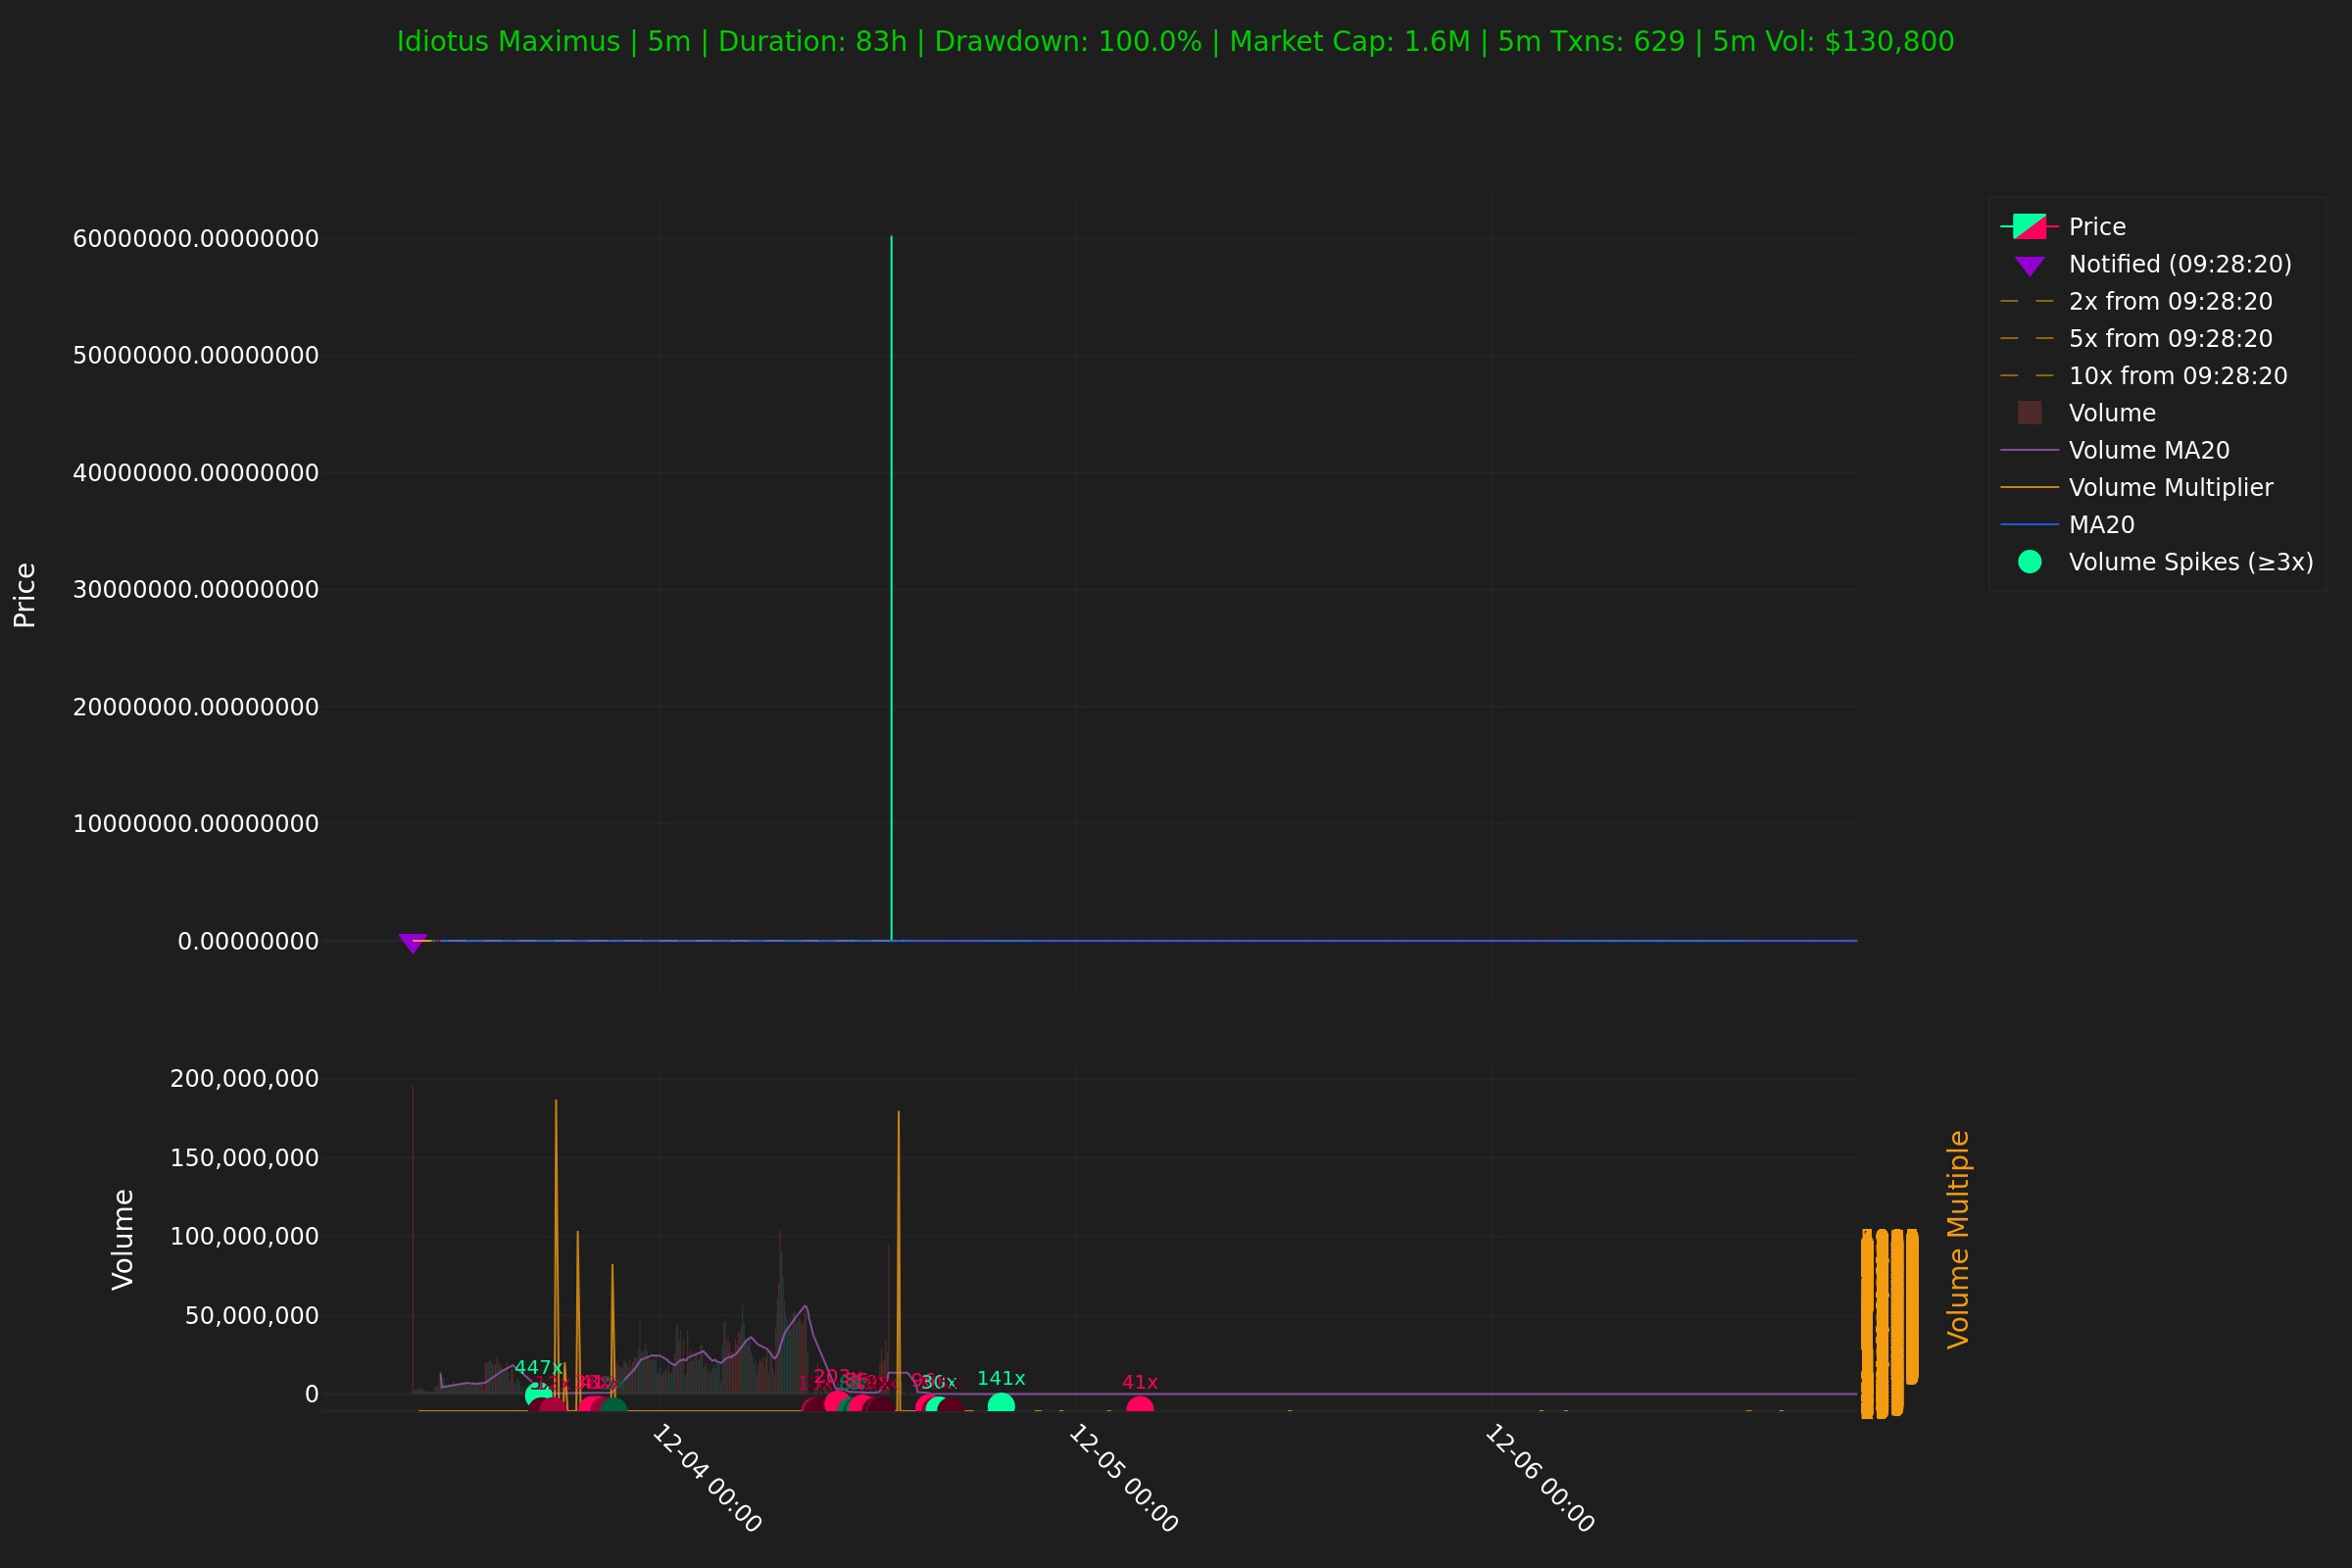 Idiotus Maximus | 5m | Duration: 83h | Drawdown: 100.0% | Market Cap: 1.6M | 5m Txns: 629 | 5m Vol: $130,800
Price
60000000.00000000
50000000.00000000
40000000.00000000
30000000.00000000
20000000.00000000
10000000.00000000
0.00000000
Price
Notified (09:28:20)
2x from 09:28:20
5x from 09:28:20
10x from 09:28:20
Volume
Volume MA20
Volume Multiplier
MA20
Volume Spikes (≥3x)
Volume
200,000,000
150,000,000
100,000,000
50,000,000
0
447x
203x
30x
141x
41x
Volume Multiple
12-04 00:00
12-05 00:00
12-06 00:00